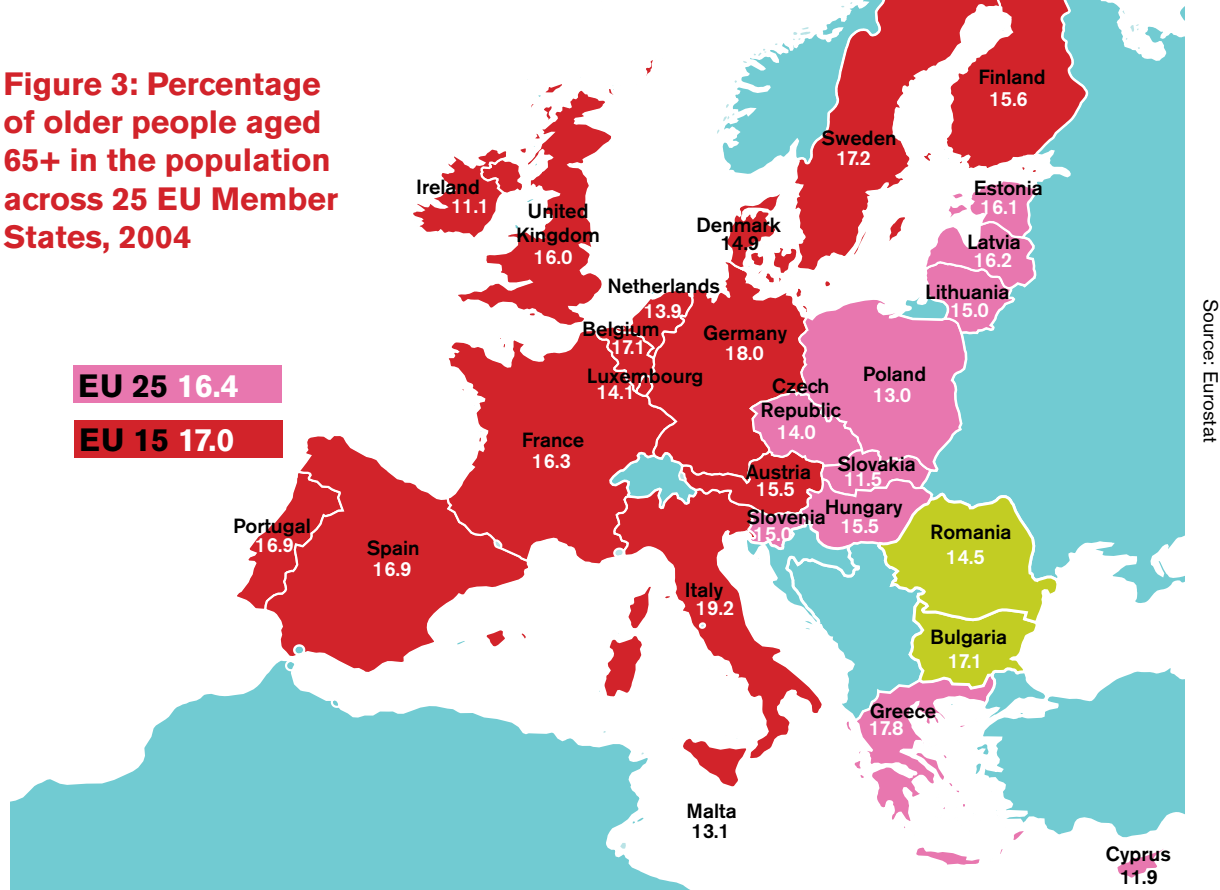 Figure 3: Percentage
of older people aged
65+ in the population
across 25 EU Member
States, 2004
EU 25 16.4
EU 15 17.0
Finland
15.6
Sweden
17.2
Estonia
16.1
Latvia
16.2
Lithuania
15.0
Ireland
11.1
United
Kingdom
16.0
Denmark
14.9
Netherlands
13.9
Belgium
17.1
Luxembourg
14.1
Germany
18.0
Poland
13.0
Czech
Republic
14.0
France
16.3
Austria
15.5
Slovakia
11.5
Slovenia
15.0
Hungary
15.5
Portugal
16.9
Spain
16.9
Italy
19.2
Romania
14.5
Bulgaria
17.1
Greece
17.8
Malta
13.1
Cyprus
11.9
Source: Eurostat